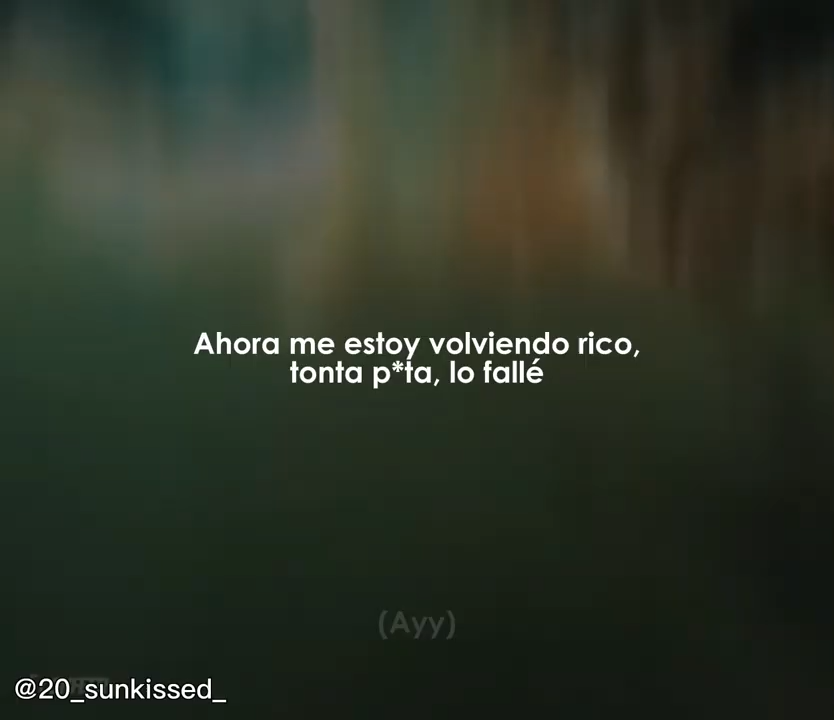 Ahora me estoy volviendo rico,
tonta p*ta, lo fallé
(Ayy)
@20_sunkissed_